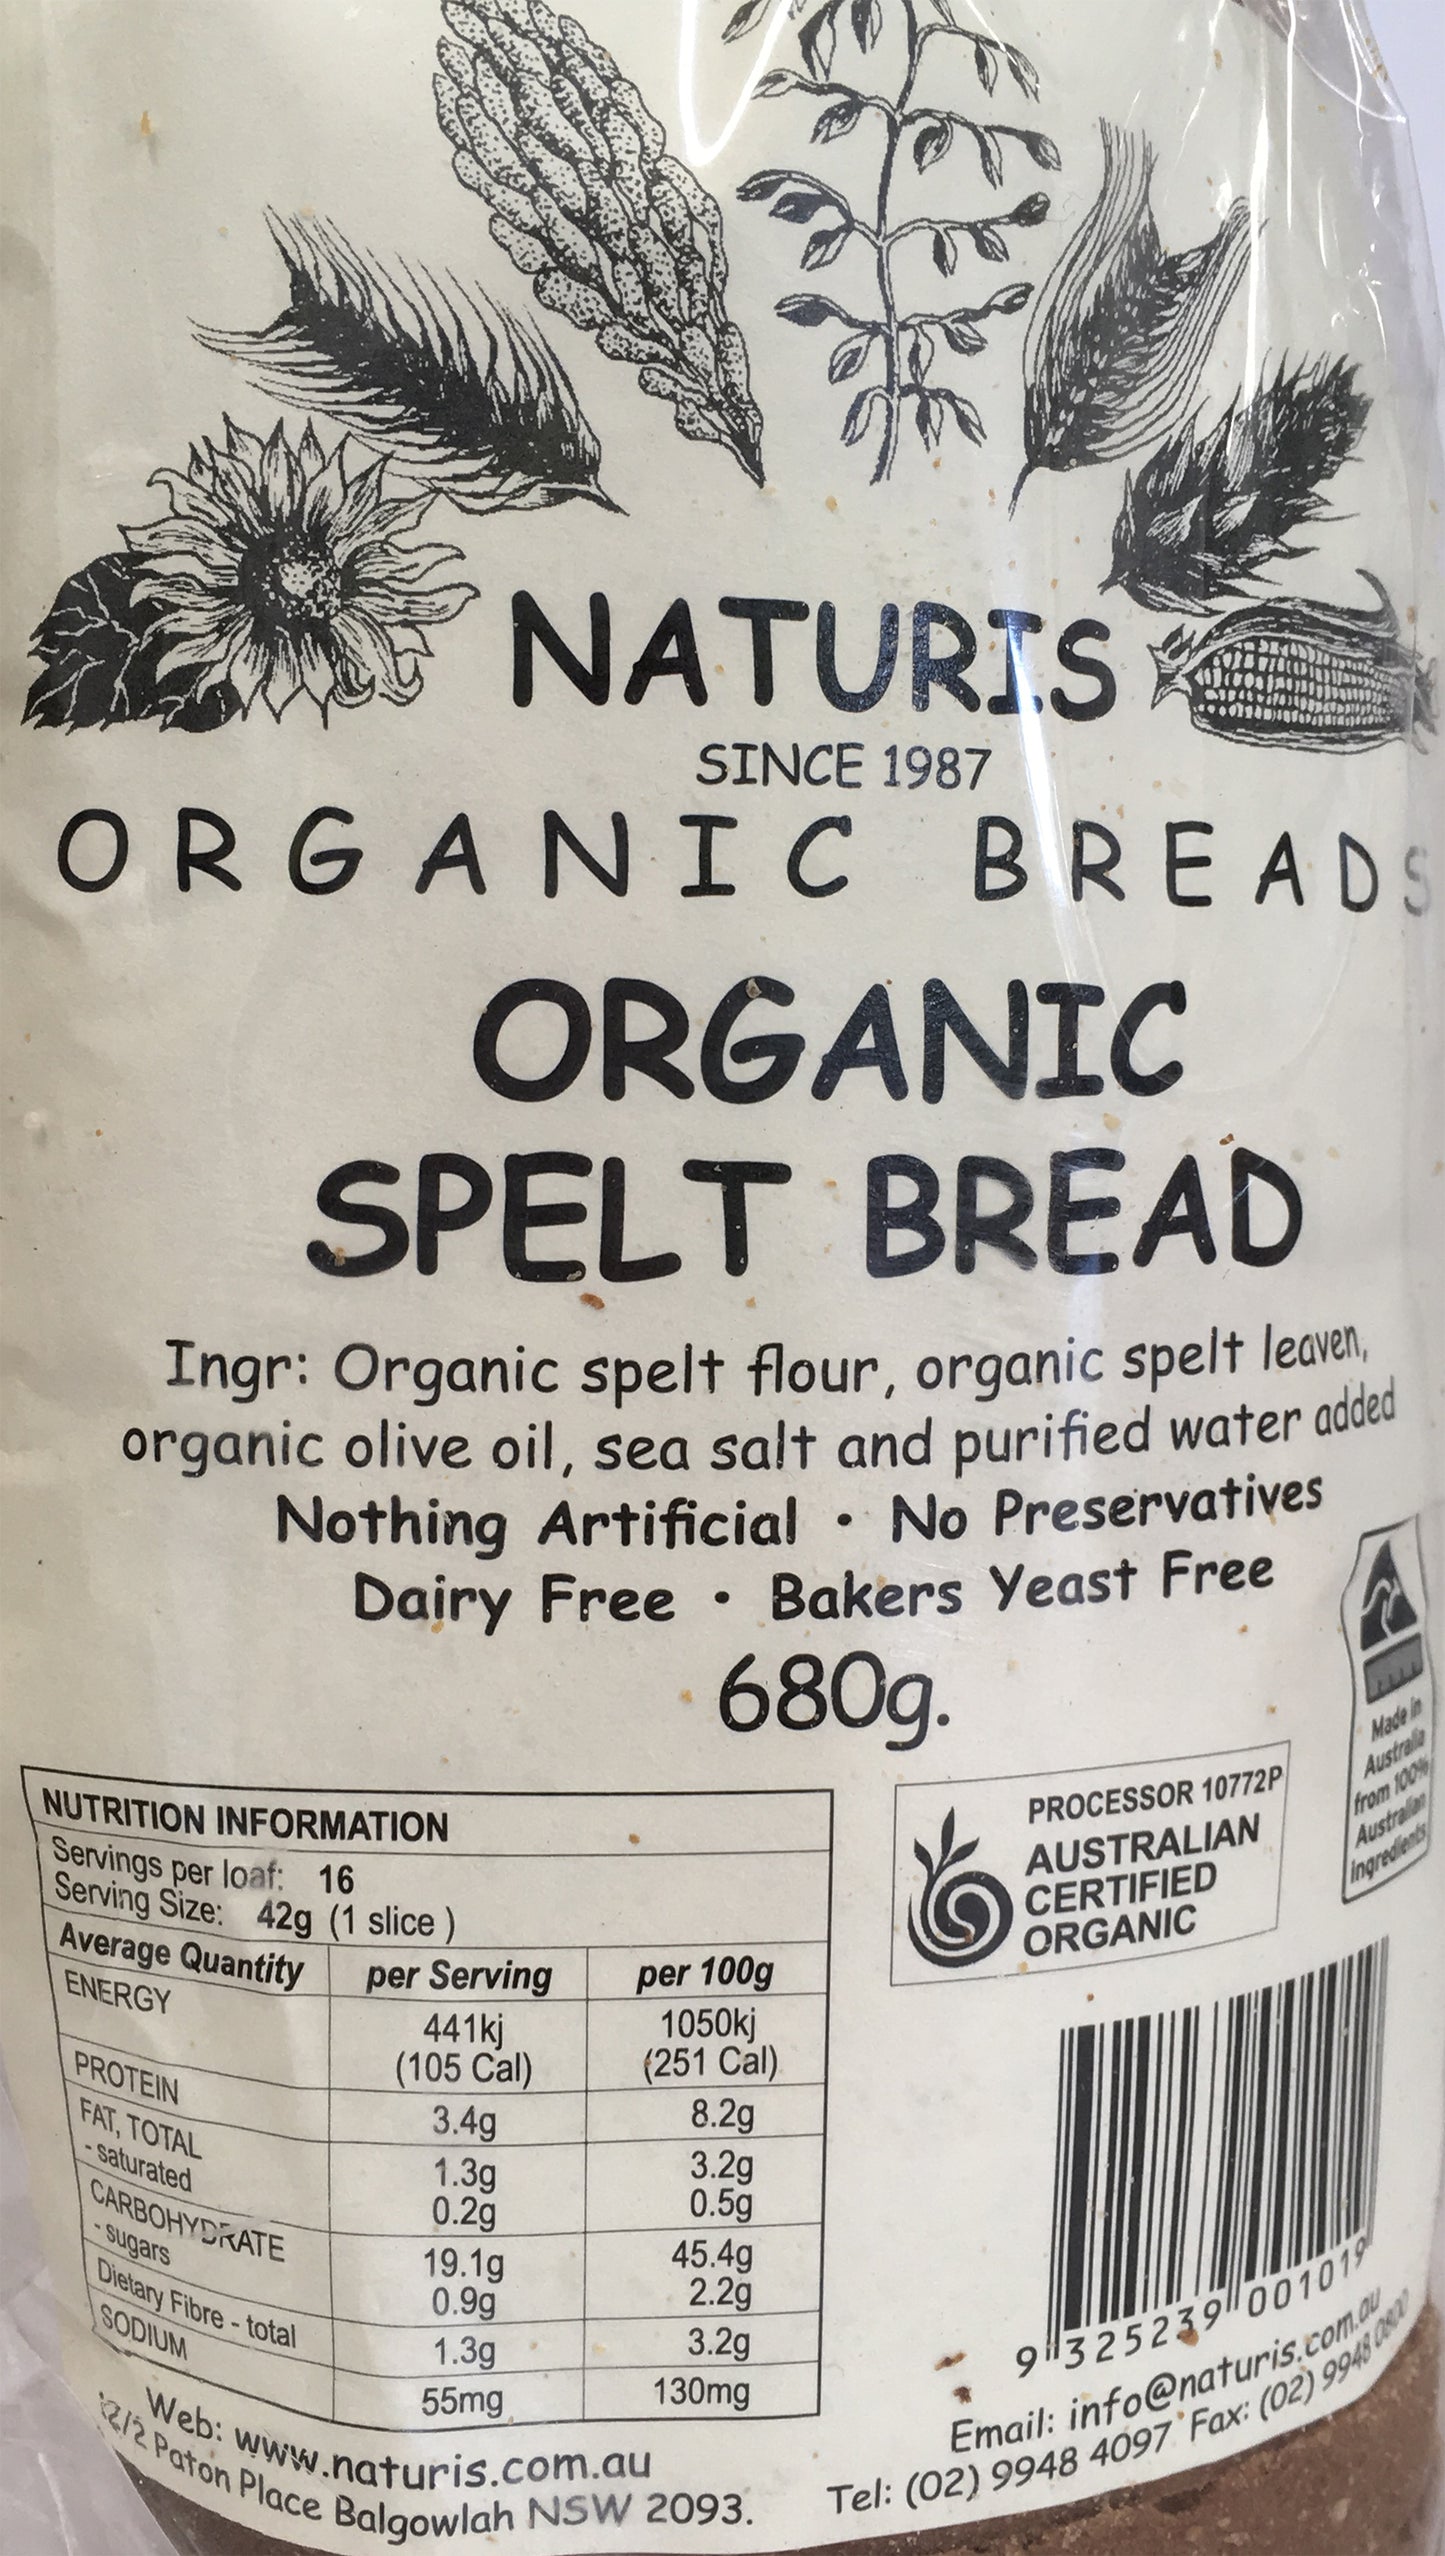 NATURIS
SINCE 1987
ORGANIC BREADS
ORGANIC
SPELT BREAD
Ingr: Organic spelt flour, organic spelt leaven,
organic olive oil, sea salt and purified water added
Nothing Artificial • No Preservatives
Dairy Free • Bakers Yeast Free
680g.
Made in
Australia
from 100%
Australian
ingredients
NUTRITION INFORMATION
Servings per loaf: 16
Serving Size: 42g (1 slice )
Average Quantity per Serving per 100g
ENERGY 441kj 1050kj
(105 Cal) (251 Cal)
PROTEIN 3.4g 8.2g
FAT, TOTAL 1.3g 3.2g
- saturated 0.2g 0.5g
CARBOHYDRATE 19.1g 45.4g
- sugars 0.9g 2.2g
Dietary Fibre - total 1.3g 3.2g
SODIUM 55mg 130mg
PROCESSOR 10772P
AUSTRALIAN
CERTIFIED
ORGANIC
9 325239 001019
Web: www.naturis.com.au
12/2 Paton Place Balgowlah NSW 2093.
Email: info@naturis.com.au
Tel: (02) 9948 4097 Fax: (02) 9948 0800